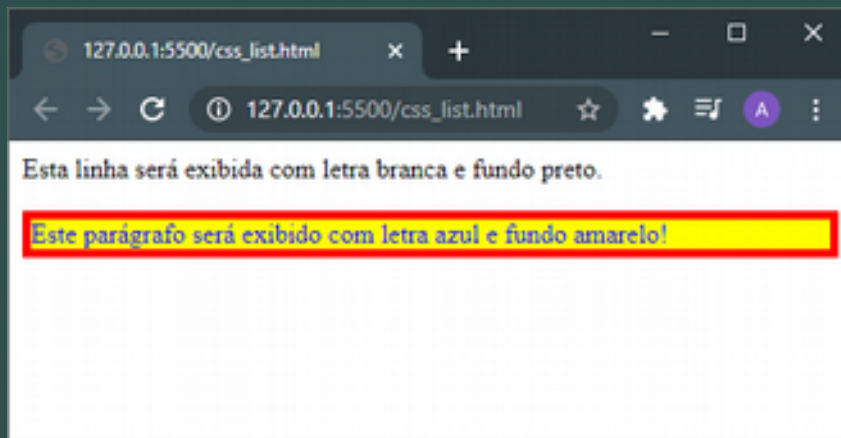 127.0.0.1:5500/css_list.html
127.0.0.1:5500/css_list.html
A
Esta linha será exibida com letra branca e fundo preto.
Este parágrafo será exibido com letra azul e fundo amarelo!